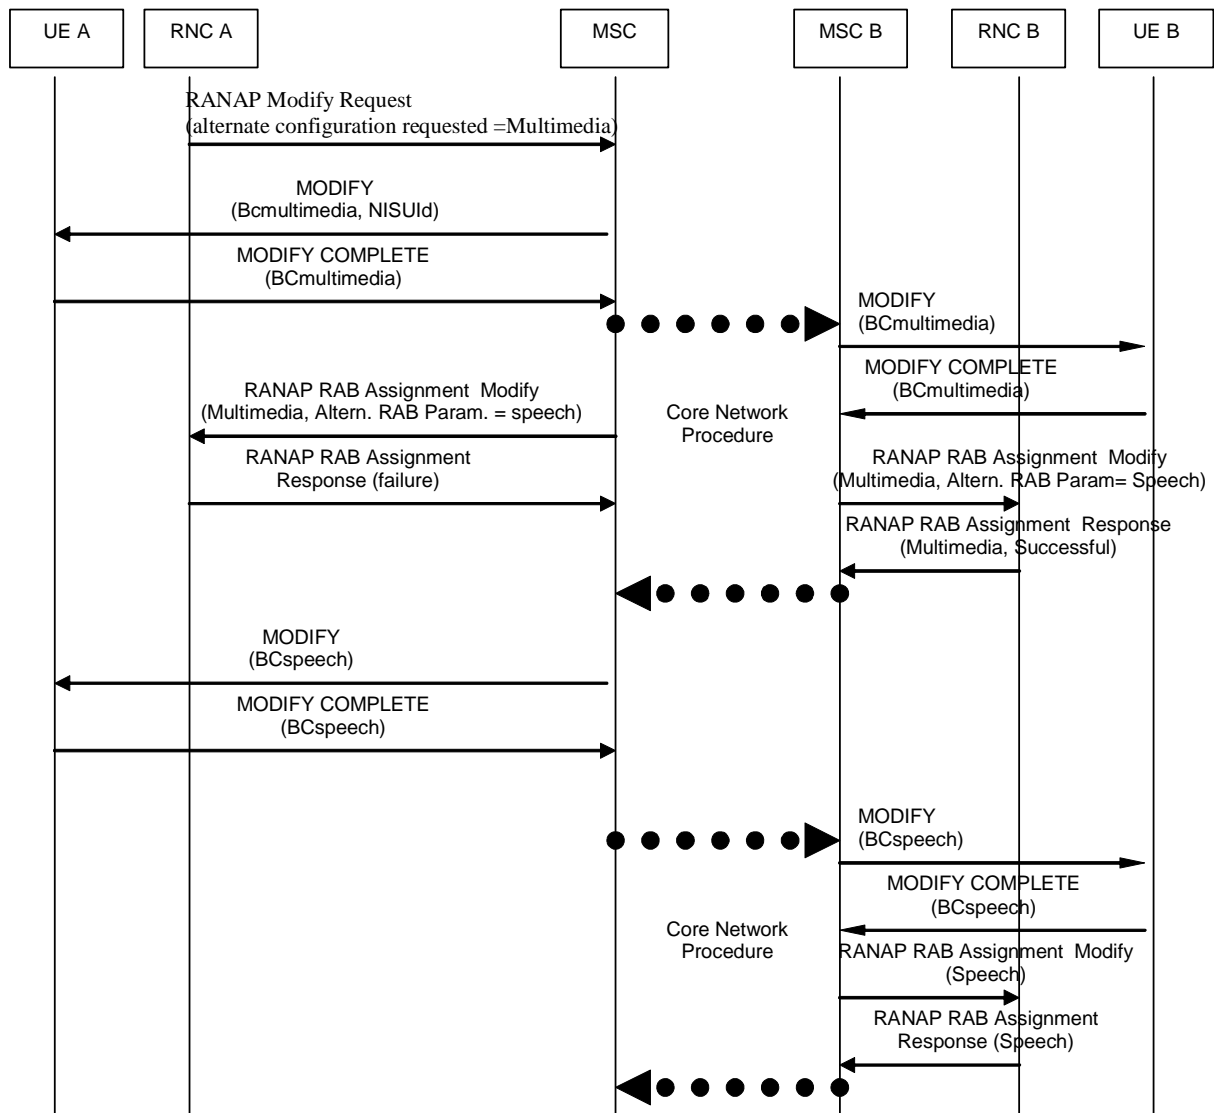 UE A
RNC A
MSC
MSC B
RNC B
UE B
RANAP Modify Request
(alternate configuration requested =Multimedia)
MODIFY
(Bcmultimedia, NISUId)
MODIFY COMPLETE
(BCmultimedia)
MODIFY
(BCmultimedia)
MODIFY COMPLETE
(BCmultimedia)
RANAP RAB Assignment Modify
(Multimedia, Altern. RAB Param. = speech)
Core Network
Procedure
RANAP RAB Assignment
Response (failure)
RANAP RAB Assignment Modify
(Multimedia, Altern. RAB Param= Speech)
RANAP RAB Assignment Response
(Multimedia, Successful)
MODIFY
(BCspeech)
MODIFY COMPLETE
(BCspeech)
MODIFY
(BCspeech)
MODIFY COMPLETE
(BCspeech)
Core Network
Procedure
RANAP RAB Assignment Modify
(Speech)
RANAP RAB Assignment
Response (Speech)